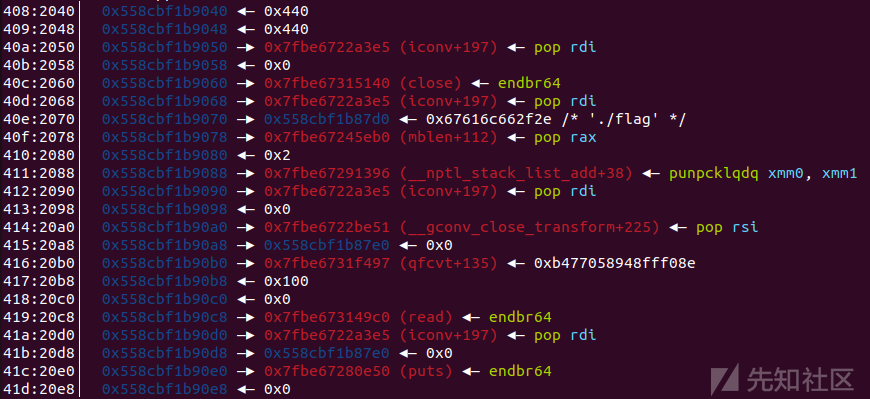 408:2040│ 0x558cbf1b9040 ◂— 0x440
409:2048│ 0x558cbf1b9048 ◂— 0x440
40a:2050│ 0x558cbf1b9050 —▸ 0x7fbe6722a3e5 (iconv+197) ◂— pop rdi
40b:2058│ 0x558cbf1b9058 ◂— 0x0
40c:2060│ 0x558cbf1b9060 —▸ 0x7fbe67315140 (close) ◂— endbr64
40d:2068│ 0x558cbf1b9068 —▸ 0x7fbe6722a3e5 (iconv+197) ◂— pop rdi
40e:2070│ 0x558cbf1b9070 —▸ 0x558cbf1b87d0 ◂— 0x67616c662f2e /* './flag' */
40f:2078│ 0x558cbf1b9078 —▸ 0x7fbe67245eb0 (mblen+112) ◂— pop rax
410:2080│ 0x558cbf1b9080 ◂— 0x2
411:2088│ 0x558cbf1b9088 —▸ 0x7fbe67291396 (__nptl_stack_list_add+38) ◂— punpcklqdq xmm0, xmm1
412:2090│ 0x558cbf1b9090 —▸ 0x7fbe6722a3e5 (iconv+197) ◂— pop rdi
413:2098│ 0x558cbf1b9098 ◂— 0x0
414:20a0│ 0x558cbf1b90a0 —▸ 0x7fbe6722be51 (__gconv_close_transform+225) ◂— pop rsi
415:20a8│ 0x558cbf1b90a8 —▸ 0x558cbf1b87e0 ◂— 0x0
416:20b0│ 0x558cbf1b90b0 —▸ 0x7fbe6731f497 (qfcvt+135) ◂— 0xb477058948fff08e
417:20b8│ 0x558cbf1b90b8 ◂— 0x100
418:20c0│ 0x558cbf1b90c0 ◂— 0x0
419:20c8│ 0x558cbf1b90c8 —▸ 0x7fbe673149c0 (read) ◂— endbr64
41a:20d0│ 0x558cbf1b90d0 —▸ 0x7fbe6722a3e5 (iconv+197) ◂— pop rdi
41b:20d8│ 0x558cbf1b90d8 —▸ 0x558cbf1b87e0 ◂— 0x0
41c:20e0│ 0x558cbf1b90e0 —▸ 0x7fbe67280e50 (puts) ◂— endbr64
41d:20e8│ 0x558cbf1b90e8 ◂— 0x0
先知社区